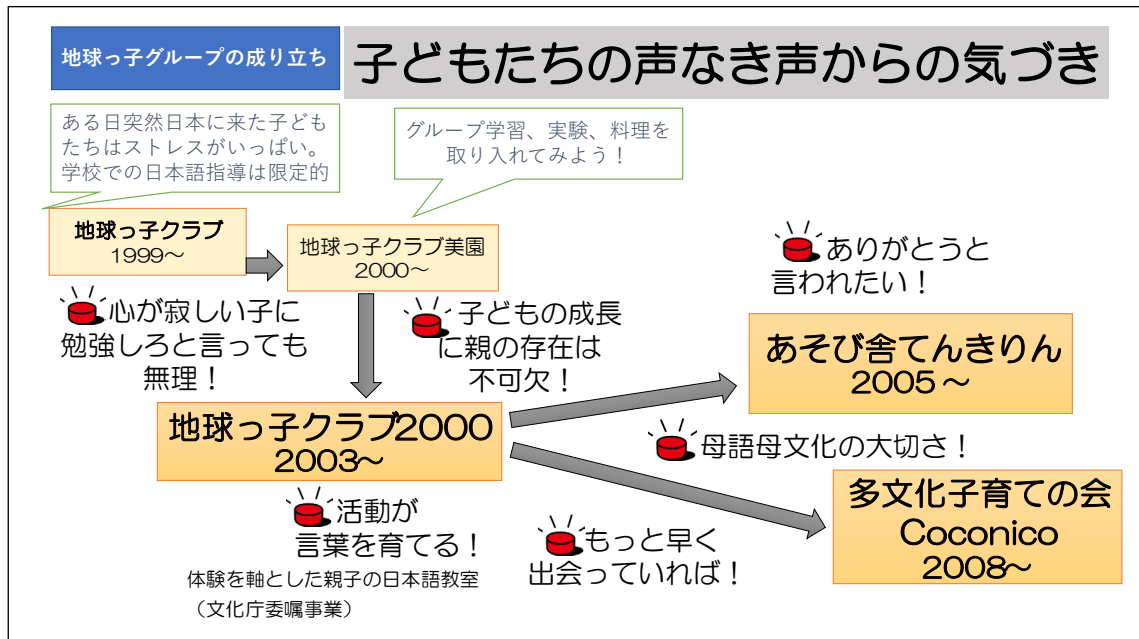 地球っ子グループの成り立ち
子どもたちの声なき声からの気づき
ある日突然日本に来た子ども
たちはストレスがいっぱい。
学校での日本語指導は限定的
グループ学習、実験、料理を
取り入れてみよう！
地球っ子クラブ
1999～
地球っ子クラブ美園
2000～
心が寂しい子に
勉強しろと言っても
無理！
子どもの成長
に親の存在は
不可欠！
ありがとうと
言われたい！
あそび舎てんきりん
2005～
地球っ子クラブ2000
2003～
母語母文化の大切さ！
多文化子育ての会
Coconico
2008～
活動が
言葉を育てる！
体験を軸とした親子の日本語教室
（文化庁委嘱事業）
もっと早く
出会っていれば！